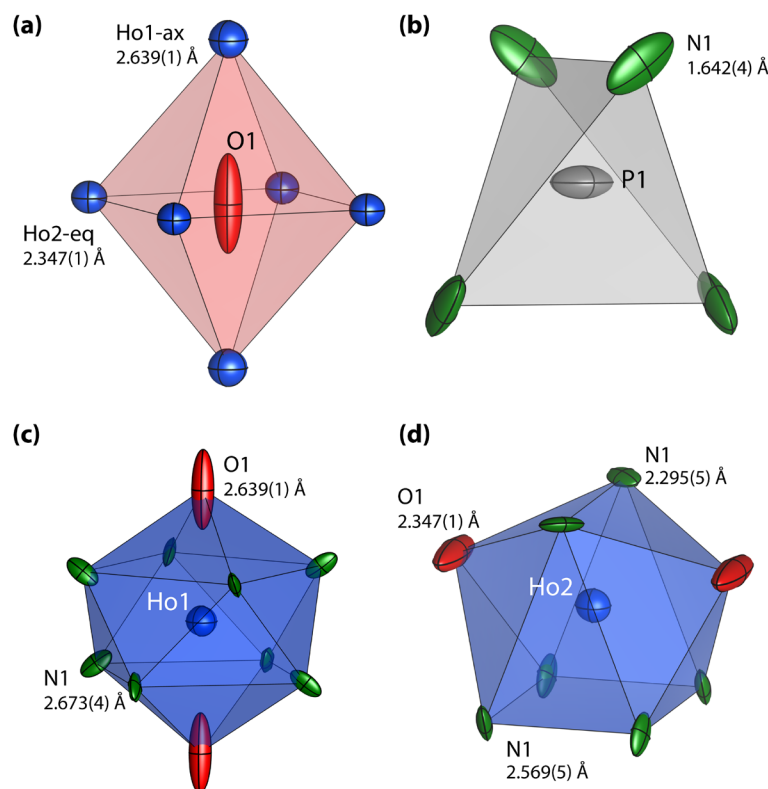 (a)
Ho1-ax
2.639(1) Å
O1
Ho2-eq
2.347(1) Å
(b)
N1
1.642(4) Å
P1
(c)
O1
2.639(1) Å
Ho1
N1
2.673(4) Å
(d)
N1
2.295(5) Å
O1
2.347(1) Å
Ho2
N1
2.569(5) Å